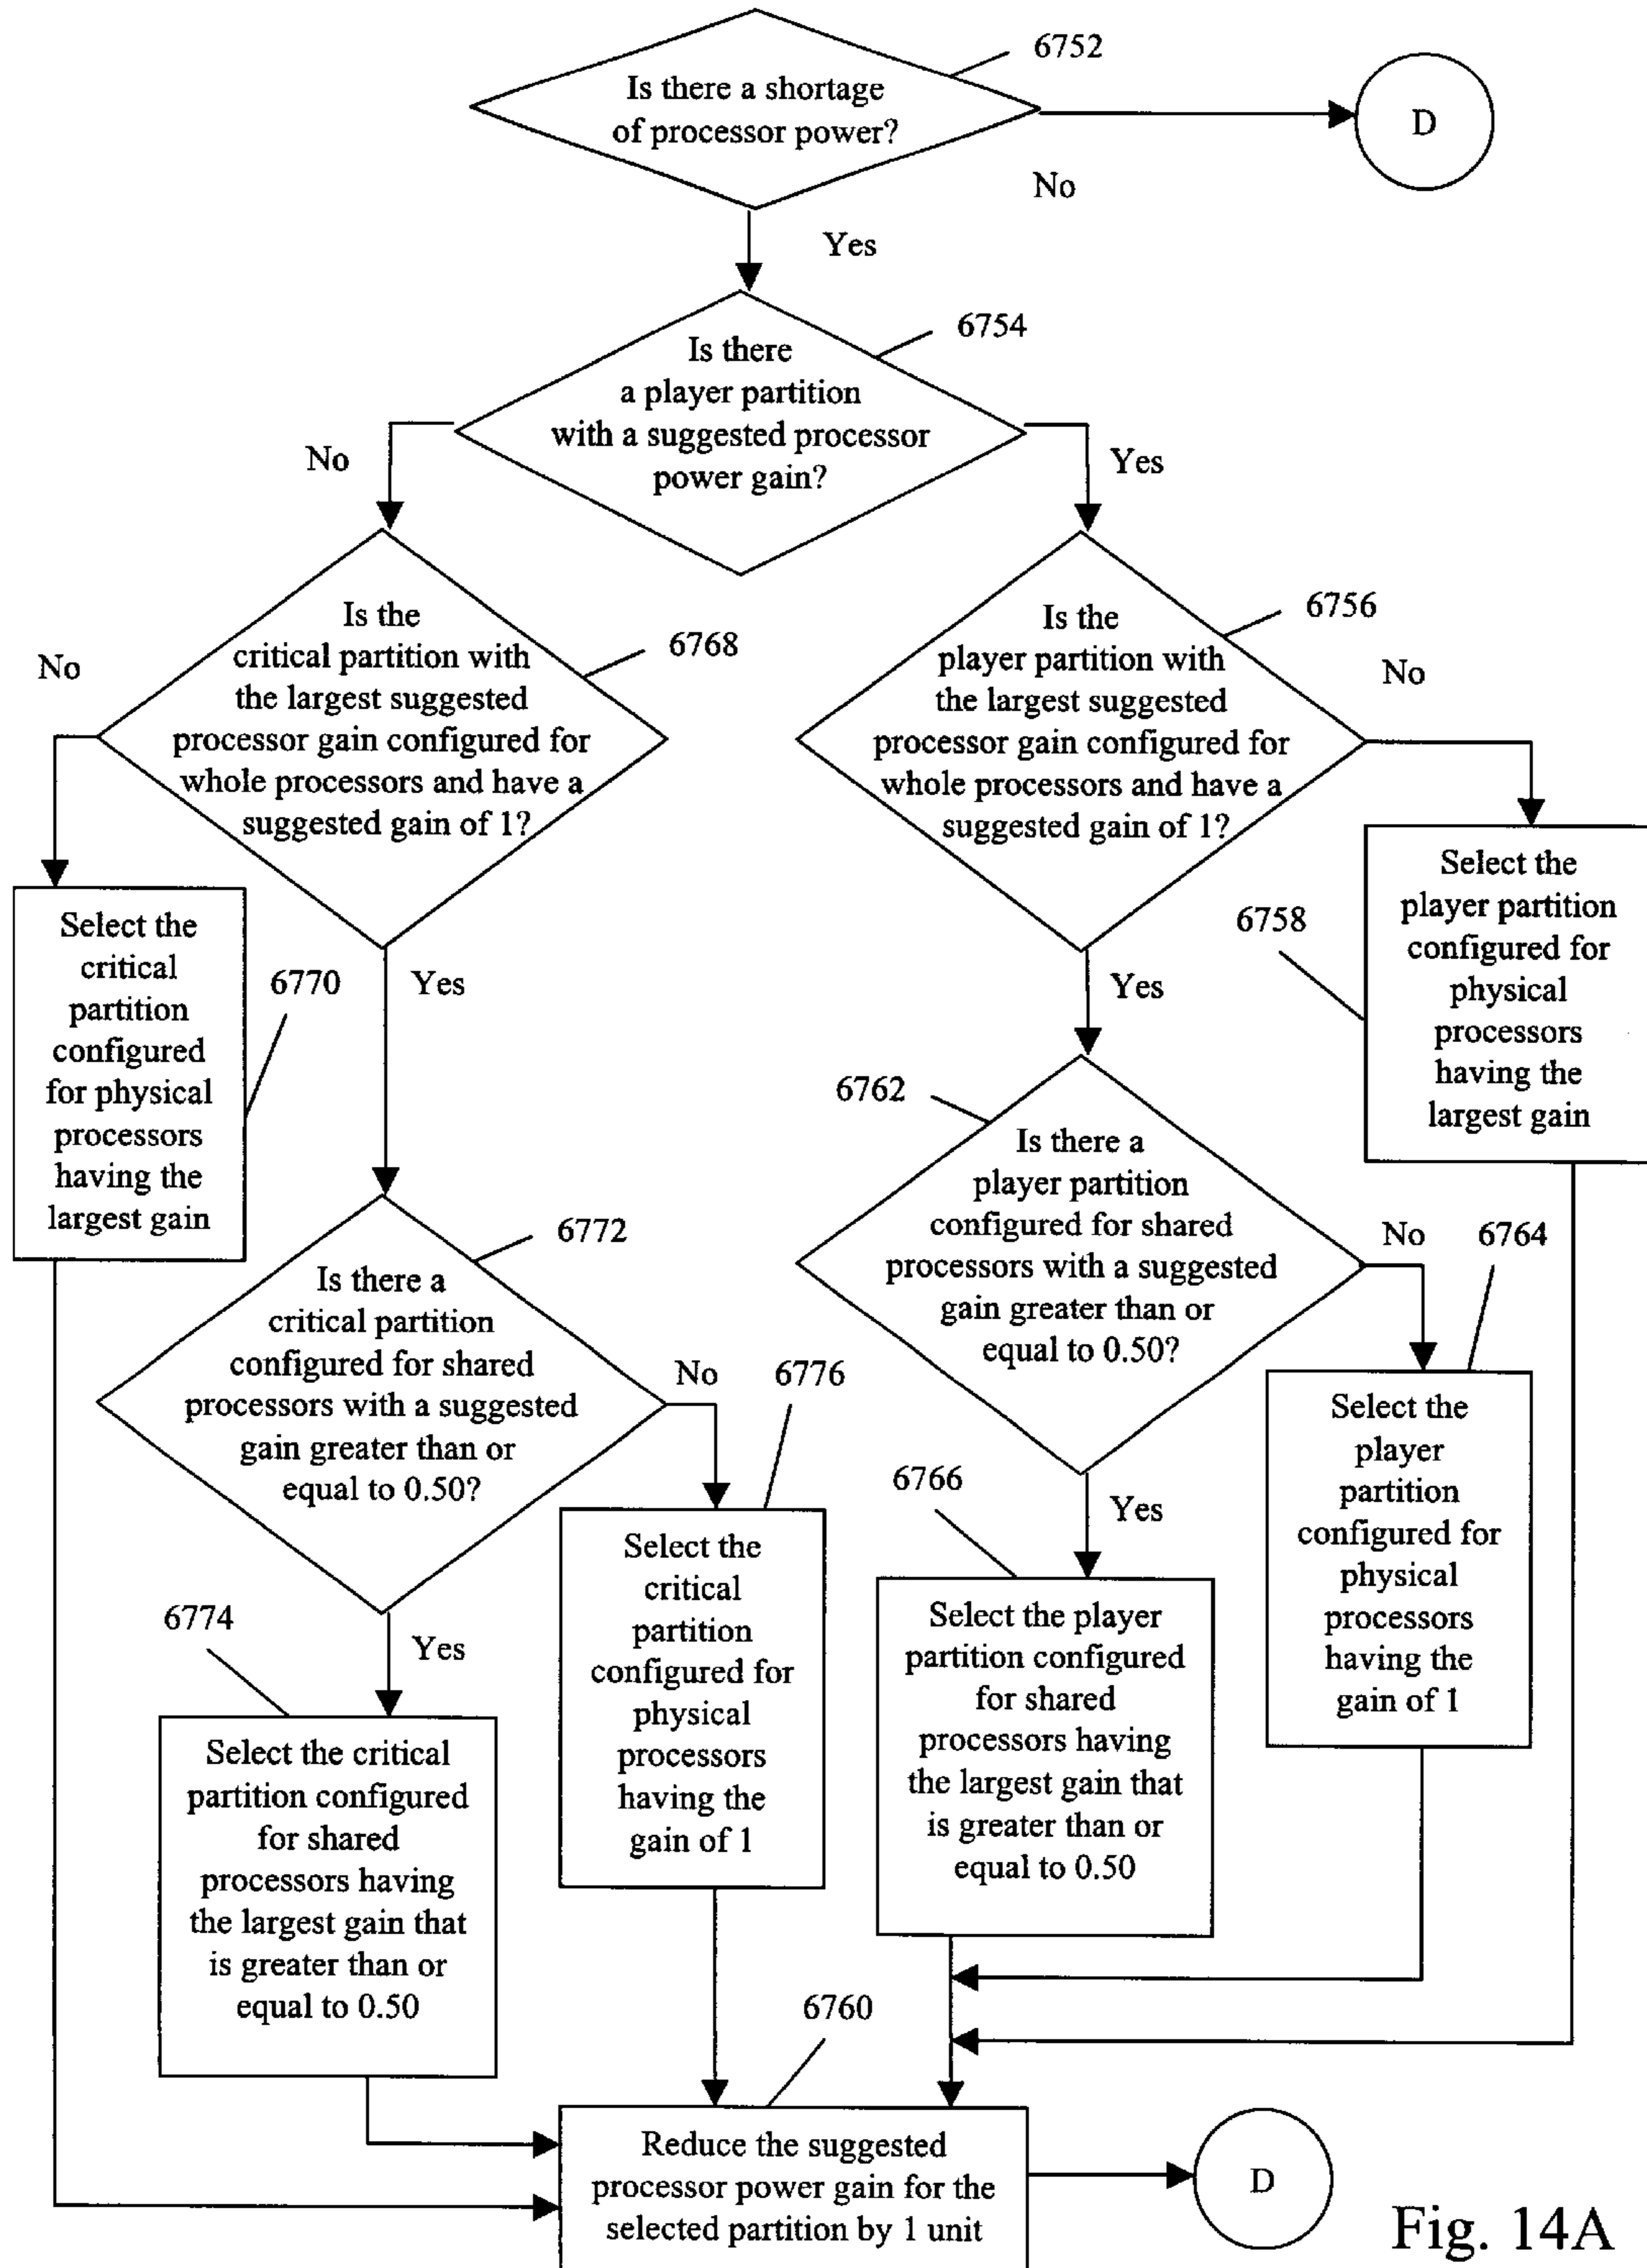 6752
Is there a shortage
of processor power?
D
No
Yes
6754
Is there
a player partition
with a suggested processor
power gain?
No
Yes
6768
Is the
critical partition with
the largest suggested
processor gain configured for
whole processors and have a
suggested gain of 1?
No
6756
Is the
player partition with
the largest suggested
processor gain configured for
whole processors and have a
suggested gain of 1?
No
Select the
critical
partition
configured
for physical
processors
having the
largest gain
6770
Yes
6758
Select the
player partition
configured for
physical
processors
having the
largest gain
Yes
6762
Is there a
player partition
configured for shared
processors with a suggested
gain greater than or
equal to 0.50?
No
6764
6772
Is there a
critical partition
configured for shared
processors with a suggested
gain greater than or
equal to 0.50?
No
6776
Select the
player
partition
configured for
physical
processors
having the
gain of 1
6766
Yes
Select the
critical
partition
configured for
physical
processors
having the
gain of 1
Select the player
partition configured
for shared
processors having
the largest gain that
is greater than or
equal to 0.50
6774
Yes
Select the critical
partition configured
for shared
processors having
the largest gain that
is greater than or
equal to 0.50
6760
Reduce the suggested
processor power gain for the
selected partition by 1 unit
D
Fig. 14A